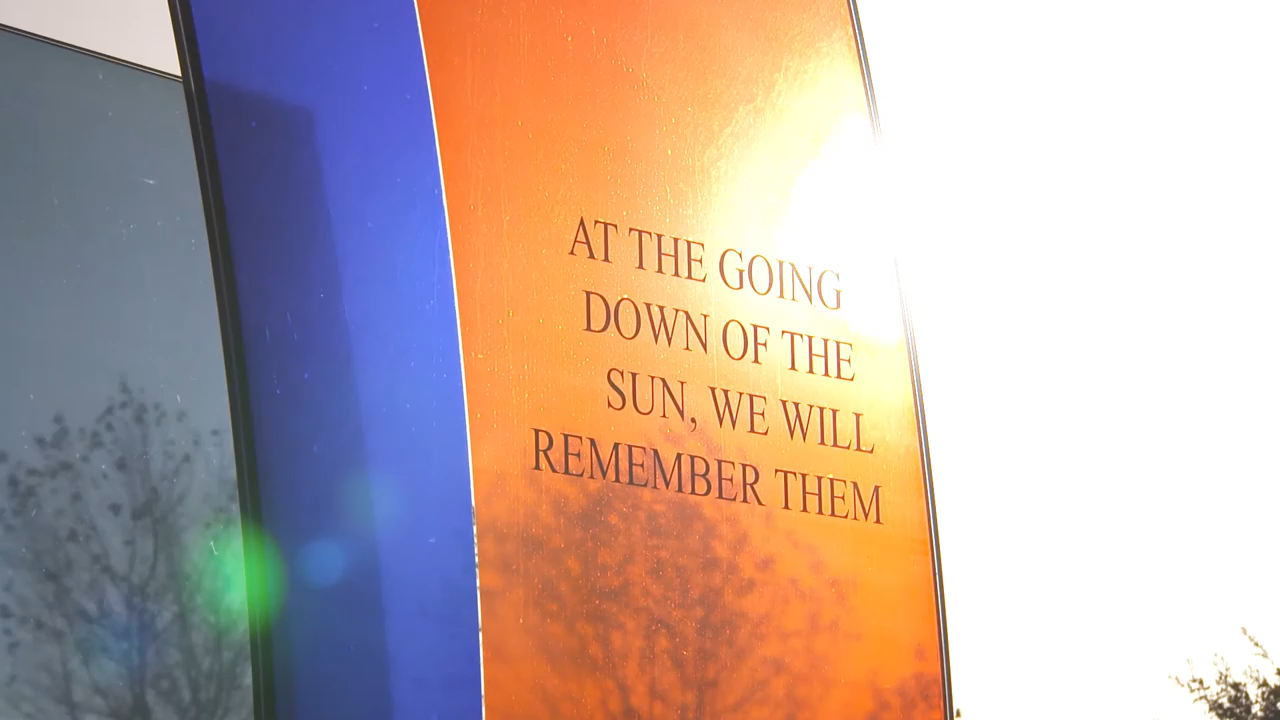 AT THE GOING
DOWN OF THE
SUN, WE WILL
REMEMBER THEM